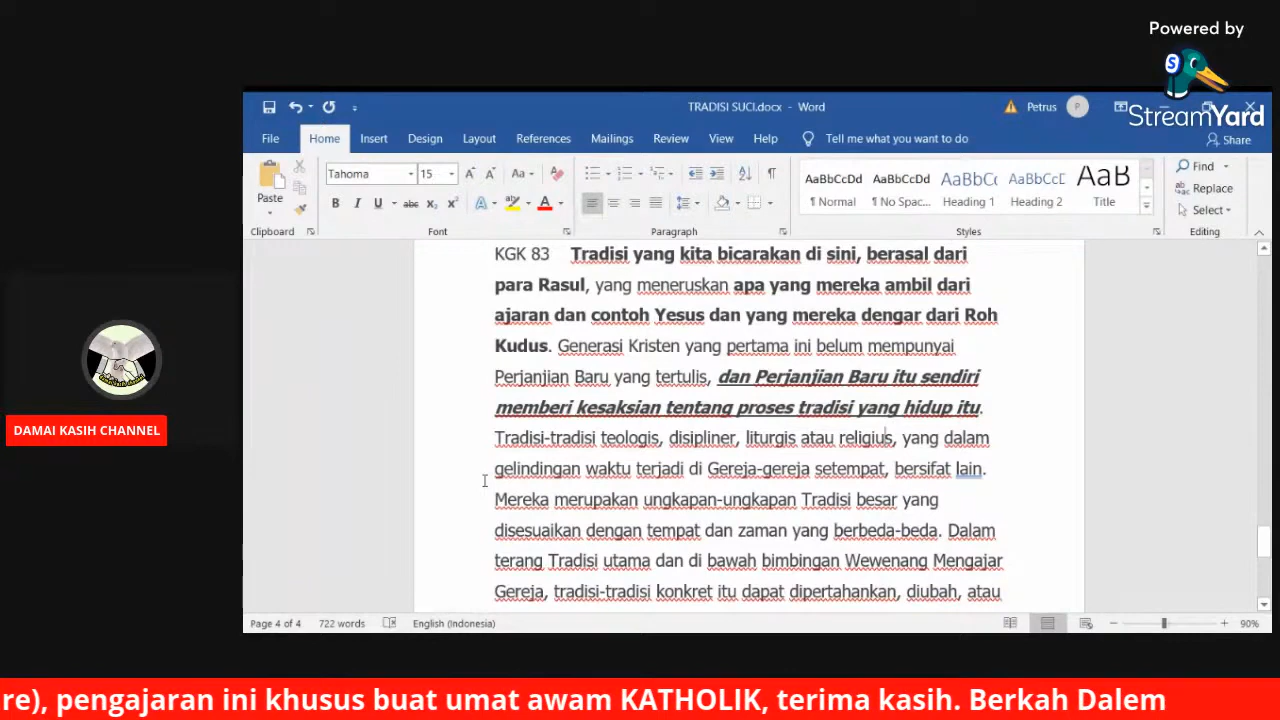 Powered by
StreamYard
TRADISI SUCI.docx - Word
Petrus P
File Home Insert Design Layout References Mailings Review View Help Tell me what you want to do Share
Paste
Clipboard
Tahoma 15
Font
Paragraph
AaBbCcDd AaBbCcDd AaBbCc AaBbCcC AaB
¶ Normal ¶ No Spac... Heading 1 Heading 2 Title
Styles
Find
Replace
Select
Editing
KGK 83 Tradisi yang kita bicarakan di sini, berasal dari
para Rasul, yang meneruskan apa yang mereka ambil dari
ajaran dan contoh Yesus dan yang mereka dengar dari Roh
Kudus. Generasi Kristen yang pertama ini belum mempunyai
Perjanjian Baru yang tertulis, dan Perjanjian Baru itu sendiri
memberi kesaksian tentang proses tradisi yang hidup itu.
Tradisi-tradisi teologis, disipliner, liturgis atau religius, yang dalam
gelindingan waktu terjadi di Gereja-gereja setempat, bersifat lain.
Mereka merupakan ungkapan-ungkapan Tradisi besar yang
disesuaikan dengan tempat dan zaman yang berbeda-beda. Dalam
terang Tradisi utama dan di bawah bimbingan Wewenang Mengajar
Gereja, tradisi-tradisi konkret itu dapat dipertahankan, diubah, atau
Page 4 of 4 722 words English (Indonesia) 90%
DAMAI KASIH CHANNEL
re), pengajaran ini khusus buat umat awam KATHOLIK, terima kasih. Berkah Dalem